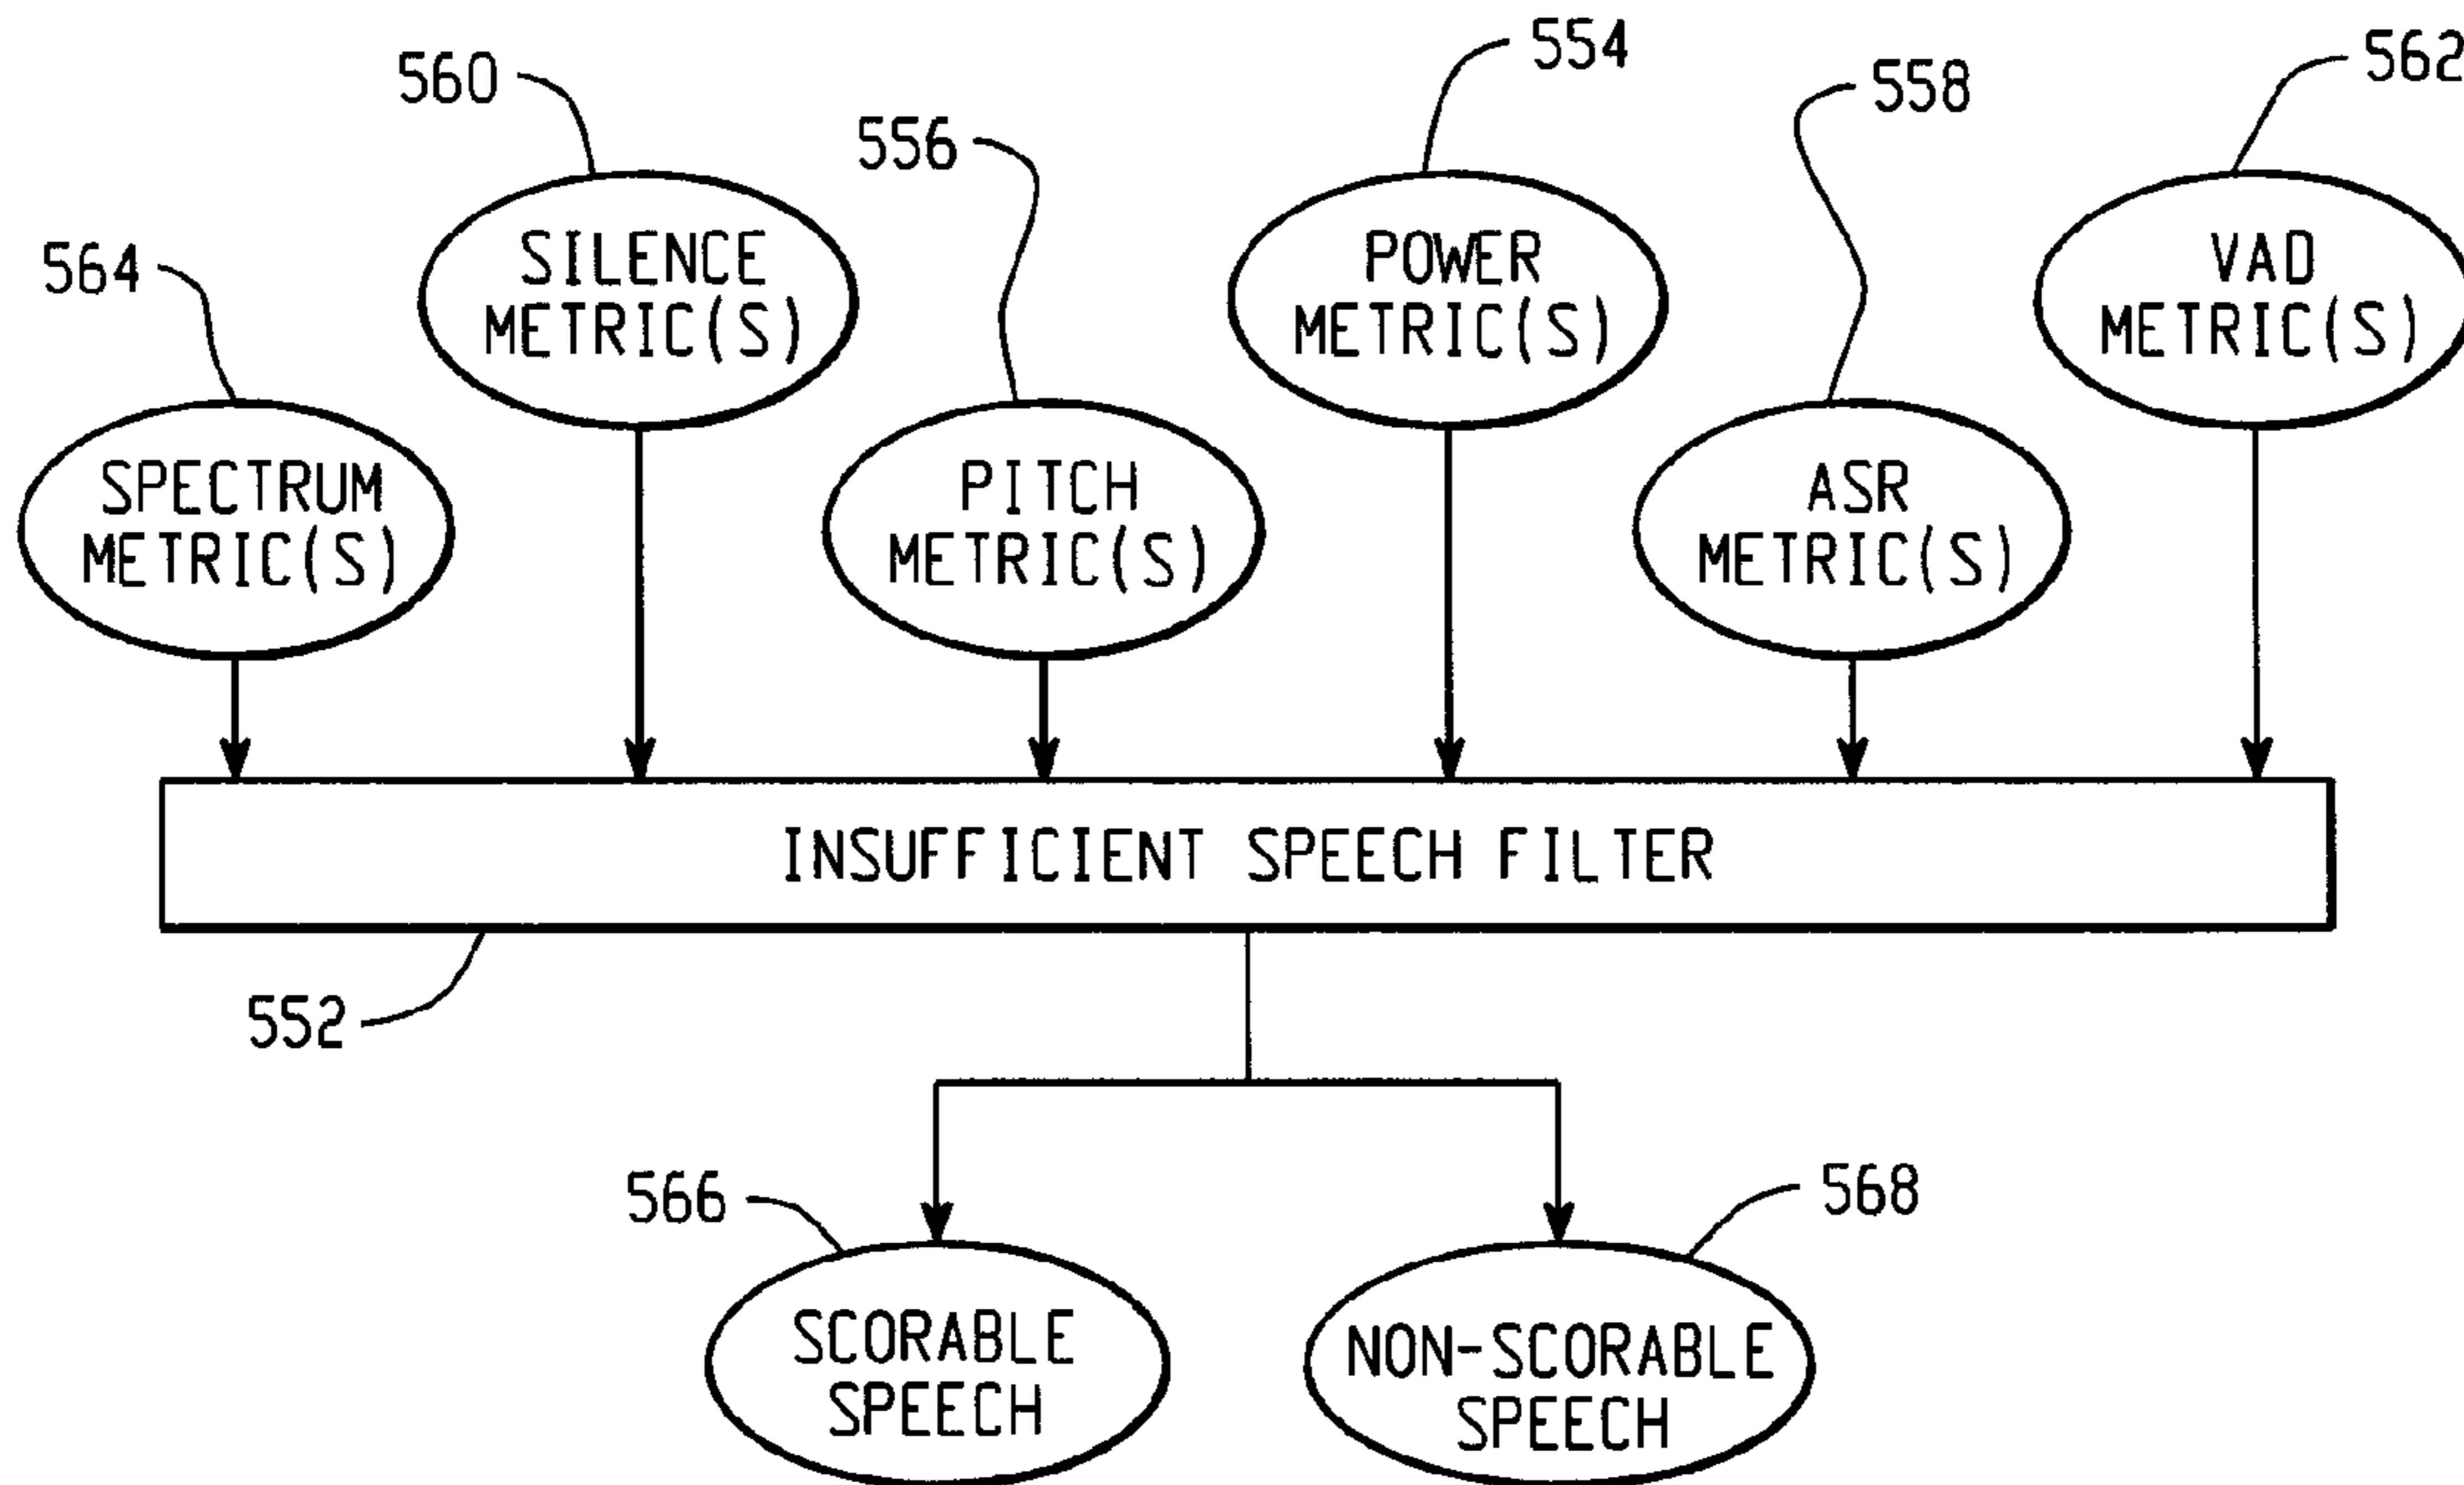 560
554
558
562
556
564
SILENCE
METRIC(S)
POWER
METRIC(S)
VAD
METRIC(S)
SPECTRUM
METRIC(S)
PITCH
METRIC(S)
ASR
METRIC(S)
INSUFFICIENT SPEECH FILTER
552
566
568
SCORABLE
SPEECH
NON-SCORABLE
SPEECH